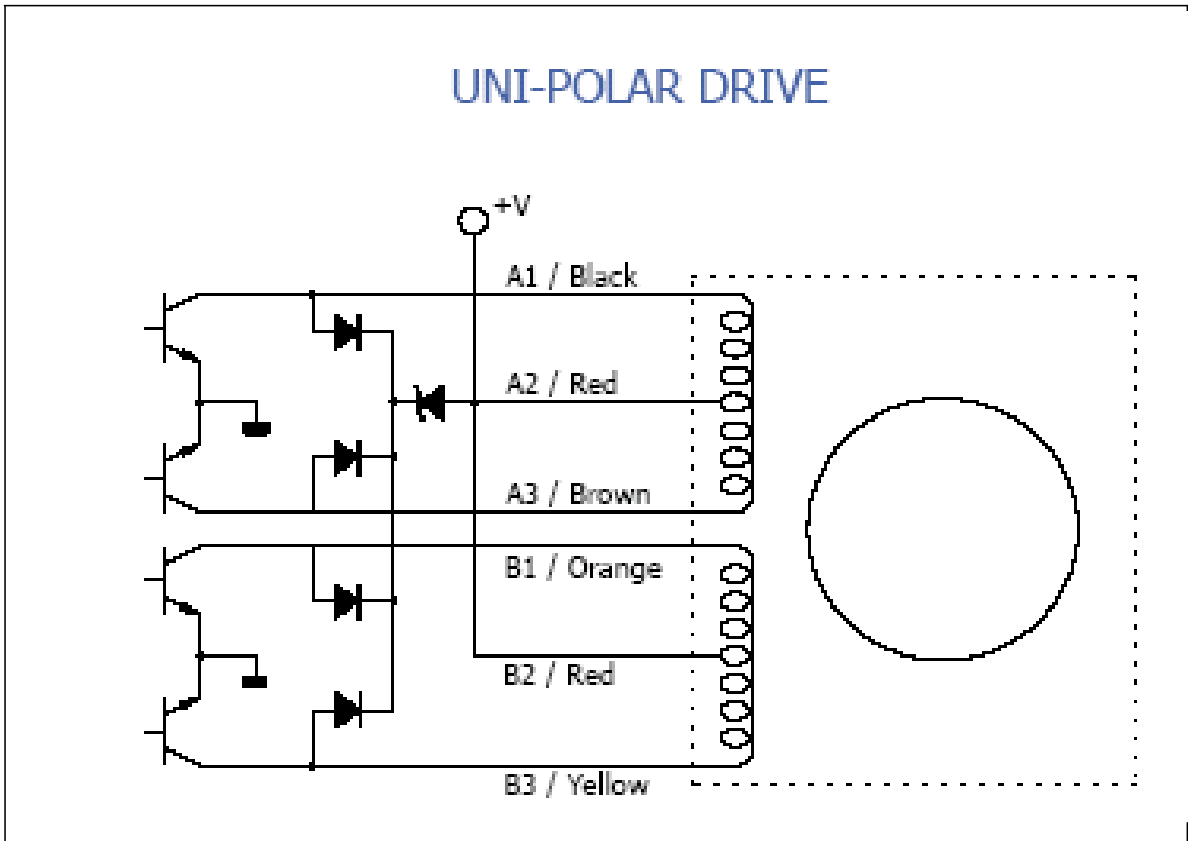 UNI-POLAR DRIVE
+V
A1 / Black
A2 / Red
A3 / Brown
B1 / Orange
B2 / Red
B3 / Yellow